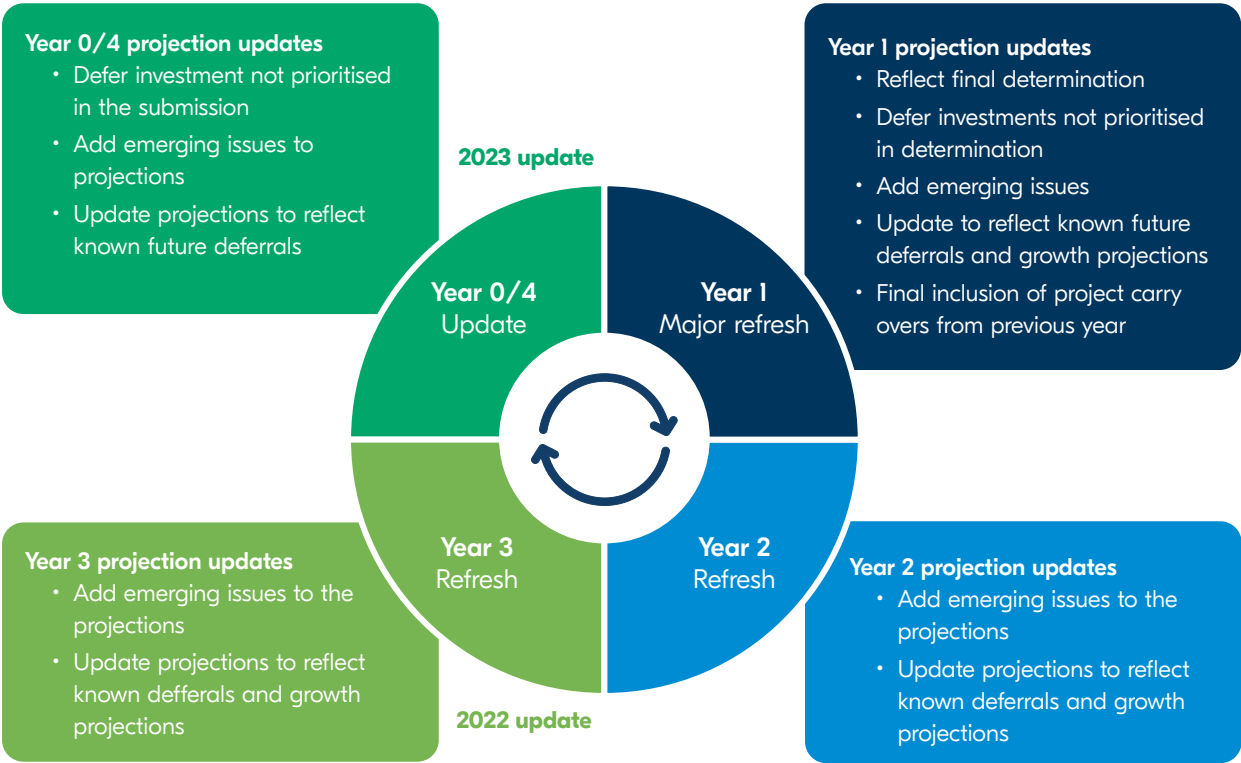 Year 0/4 projection updates
• Defer investment not prioritised
in the submission
• Add emerging issues to
projections
• Update projections to reflect
known future deferrals
Year 1 projection updates
• Reflect final determination
• Defer investments not prioritised
in determination
• Add emerging issues
• Update to reflect known future
deferrals and growth projections
• Final inclusion of project carry
overs from previous year
2023 update
Year 0/4
Update
Year 1
Major refresh
Year 3
Refresh
Year 2
Refresh
Year 3 projection updates
• Add emerging issues to the
projections
• Update projections to reflect
known defferals and growth
projections
2022 update
Year 2 projection updates
• Add emerging issues to the
projections
• Update projections to reflect
known deferrals and growth
projections